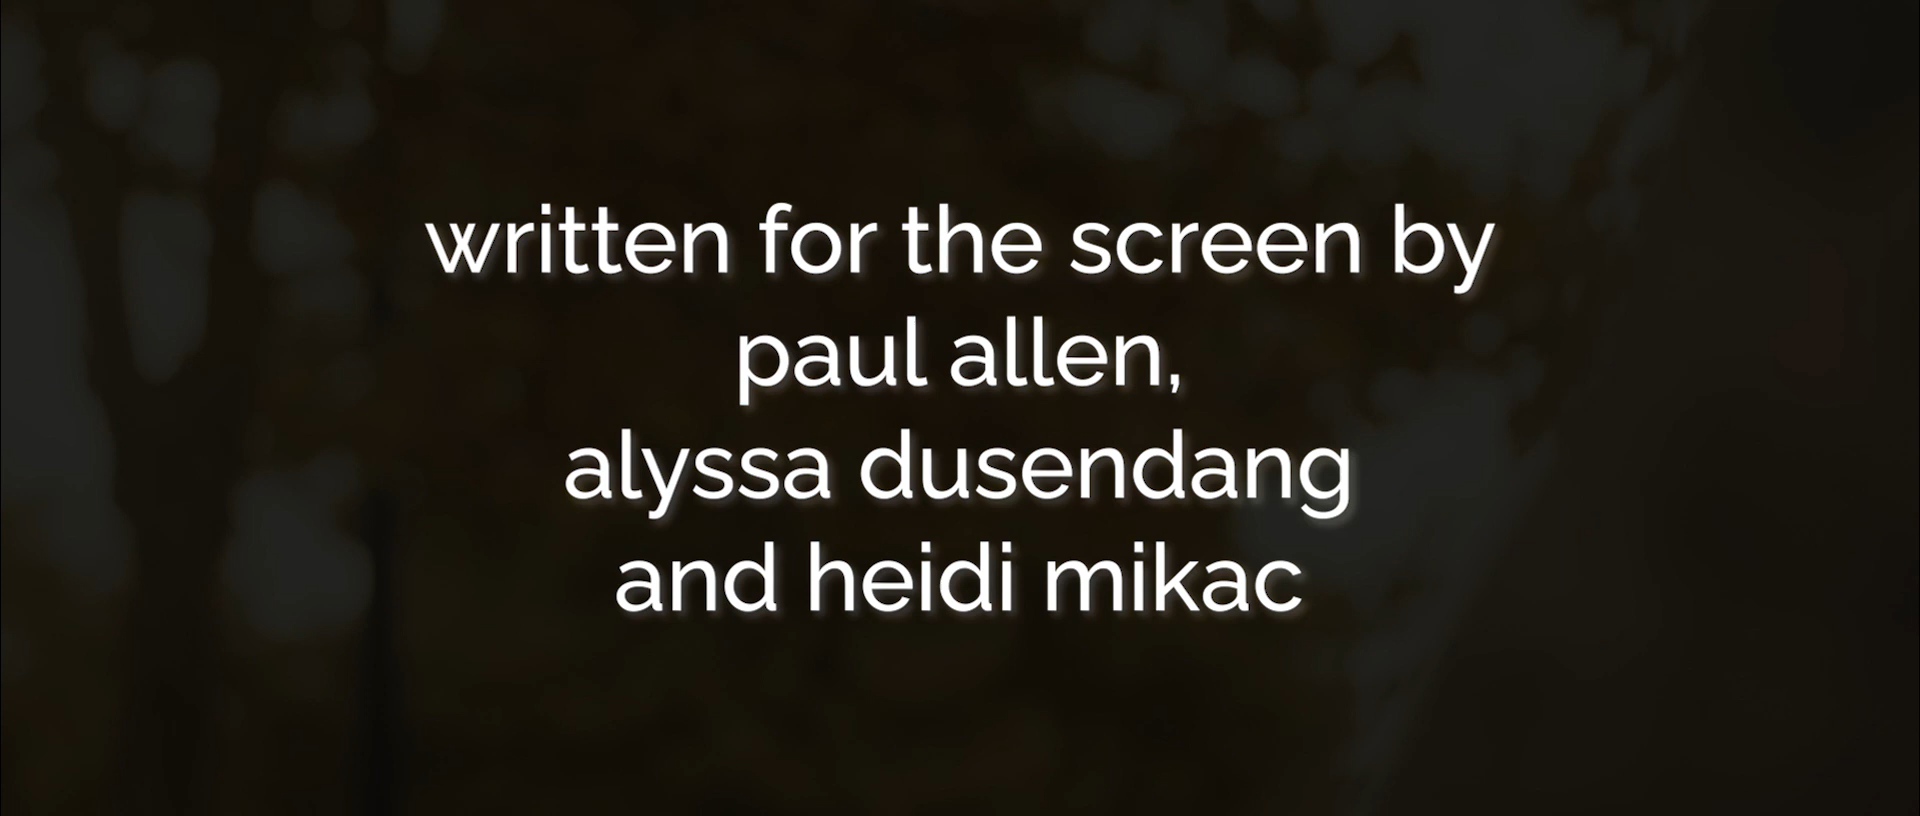 written for the screen by
paul allen,
alyssa dusendang
and heidi mikac